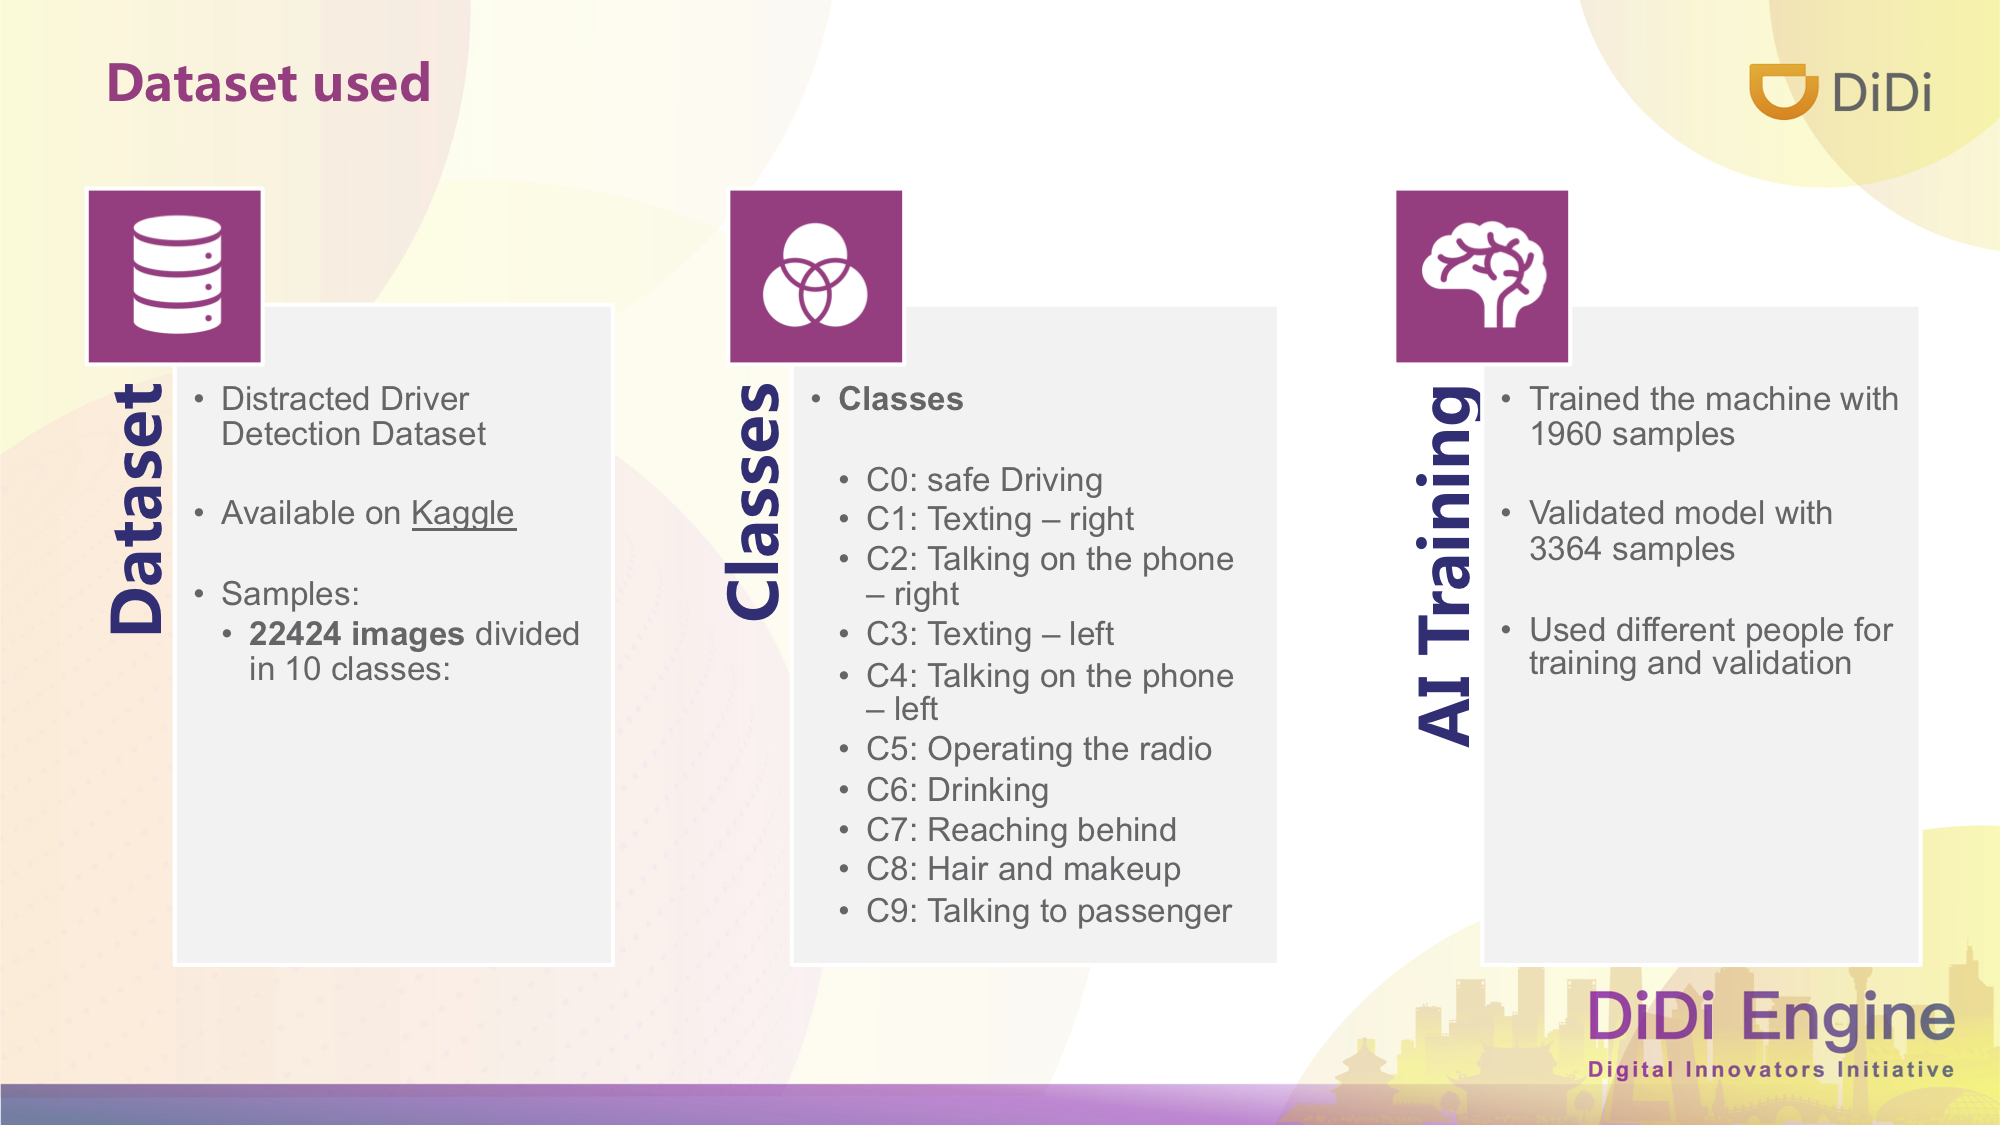 Dataset used
DiDi
Dataset
• Distracted Driver
Detection Dataset
• Available on Kaggle
• Samples:
• 22424 images divided
in 10 classes:
Classes
• Classes
• C0: safe Driving
• C1: Texting – right
• C2: Talking on the phone
– right
• C3: Texting – left
• C4: Talking on the phone
– left
• C5: Operating the radio
• C6: Drinking
• C7: Reaching behind
• C8: Hair and makeup
• C9: Talking to passenger
AI Training
• Trained the machine with
1960 samples
• Validated model with
3364 samples
• Used different people for
training and validation
DiDi Engine
Digital Innovators Initiative